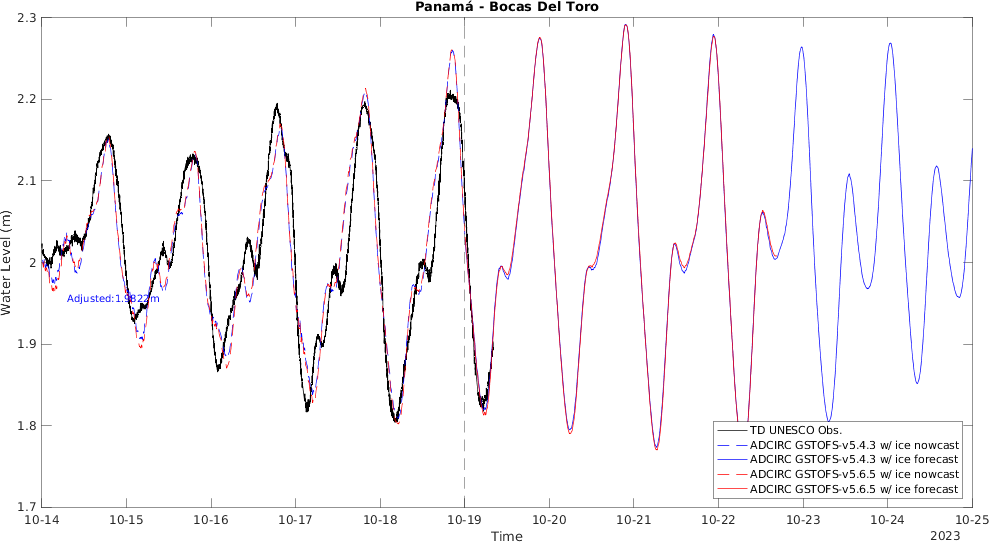 Panamá - Bocas Del Toro
2.3
2.2
2.1
2
1.9
1.8
1.7
Water Level (m)
Adjusted:1.9822m
TD UNESCO Obs.
ADCIRC GSTOFS-v5.4.3 w/ ice nowcast
ADCIRC GSTOFS-v5.4.3 w/ ice forecast
ADCIRC GSTOFS-v5.6.5 w/ ice nowcast
ADCIRC GSTOFS-v5.6.5 w/ ice forecast
10-14 10-15 10-16 10-17 10-18 10-19 10-20 10-21 10-22 10-23 10-24 10-25
Time
2023